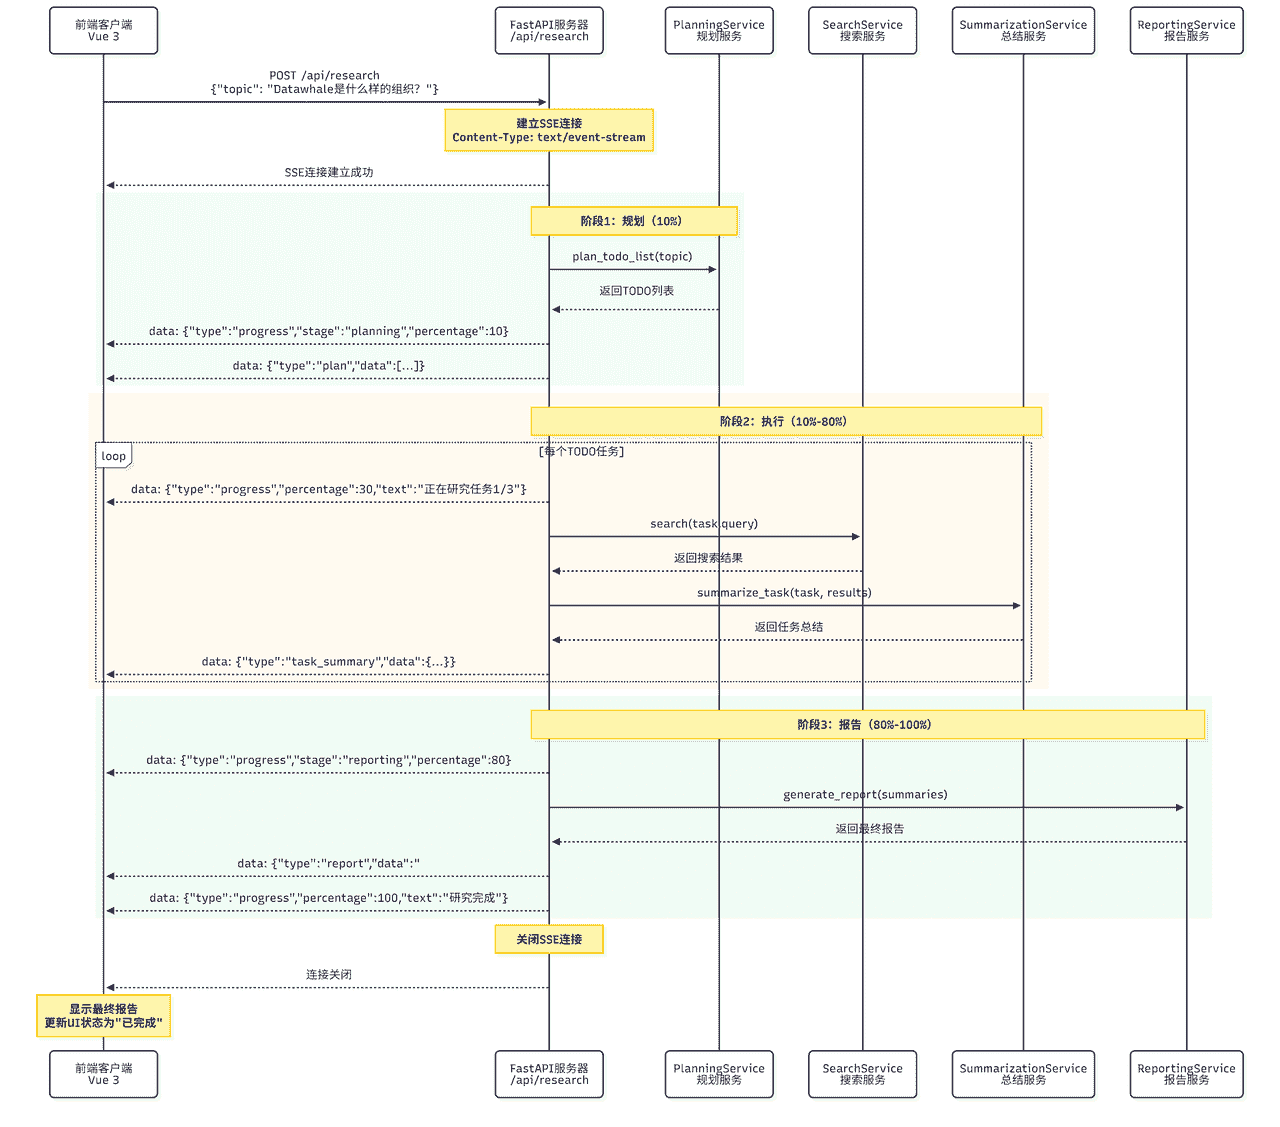 前端客户端
Vue 3
FastAPI服务器
/api/research
PlanningService
规划服务
SearchService
搜索服务
SummarizationService
总结服务
ReportingService
报告服务
POST /api/research
{"topic": "Datawhale是什么样的组织？"}
建立SSE连接
Content-Type: text/event-stream
SSE连接建立成功
阶段1：规划（10%）
plan_todo_list(topic)
返回TODO列表
data: {"type":"progress","stage":"planning","percentage":10}
data: {"type":"plan","data":[...]}
阶段2：执行（10%-80%）
loop
[每个TODO任务]
data: {"type":"progress","percentage":30,"text":"正在研究任务1/3"}
search(task.query)
返回搜索结果
summarize_task(task, results)
返回任务总结
data: {"type":"task_summary","data":{...}}
阶段3：报告（80%-100%）
data: {"type":"progress","stage":"reporting","percentage":80}
generate_report(summaries)
返回最终报告
data: {"type":"report","data":"
data: {"type":"progress","percentage":100,"text":"研究完成"}
关闭SSE连接
连接关闭
显示最终报告
更新UI状态为"已完成"
前端客户端
Vue 3
FastAPI服务器
/api/research
PlanningService
规划服务
SearchService
搜索服务
SummarizationService
总结服务
ReportingService
报告服务